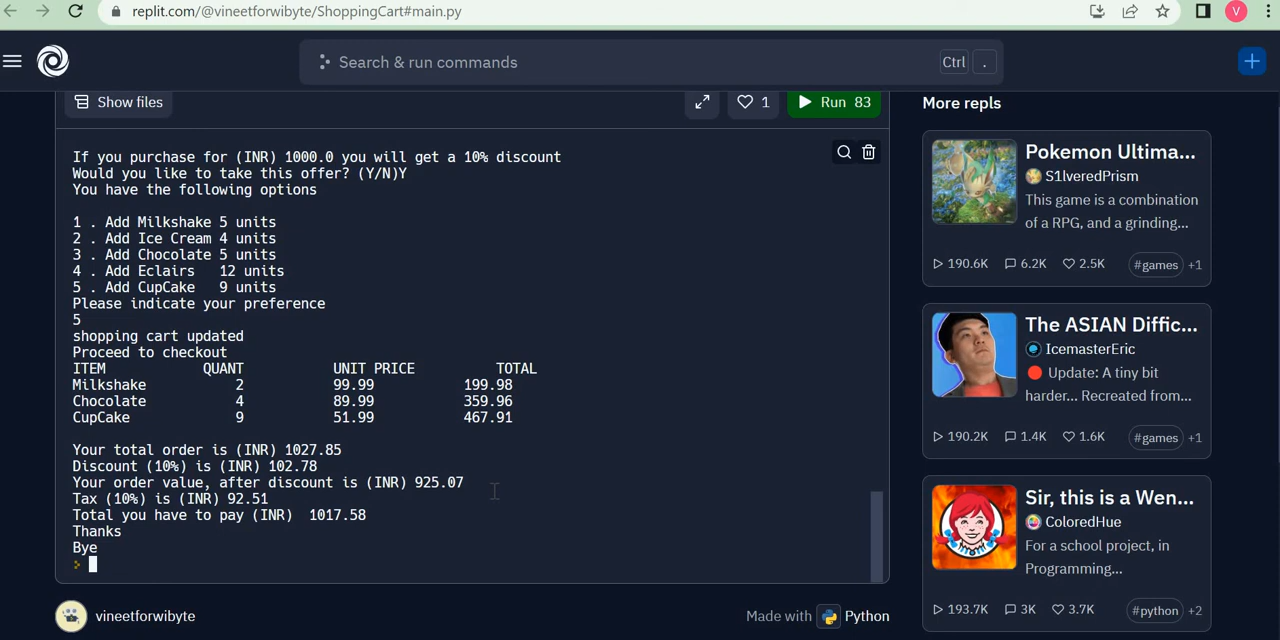 replit.com/@vineetforwibyte/ShoppingCart#main.py
V
Search & run commands
Ctrl .
Show files
1
Run 83
If you purchase for (INR) 1000.0 you will get a 10% discount
Would you like to take this offer? (Y/N)Y
You have the following options
1 . Add Milkshake 5 units
2 . Add Ice Cream 4 units
3 . Add Chocolate 5 units
4 . Add Eclairs 12 units
5 . Add CupCake 9 units
Please indicate your preference
5
shopping cart updated
Proceed to checkout
ITEM QUANT UNIT PRICE TOTAL
Milkshake 2 99.99 199.98
Chocolate 4 89.99 359.96
CupCake 9 51.99 467.91
Your total order is (INR) 1027.85
Discount (10%) is (INR) 102.78
Your order value, after discount is (INR) 925.07
Tax (10%) is (INR) 92.51
Total you have to pay (INR) 1017.58
Thanks
Bye
vineetforwibyte
Made with Python
More repls
Pokemon Ultima...
S1lveredPrism
This game is a combination
of a RPG, and a grinding...
190.6K 6.2K 2.5K #games +1
The ASIAN Diffic...
IcemasterEric
Update: A tiny bit
harder... Recreated from...
190.2K 1.4K 1.6K #games +1
Sir, this is a Wen...
ColoredHue
For a school project, in
Programming...
193.7K 3K 3.7K #python +2